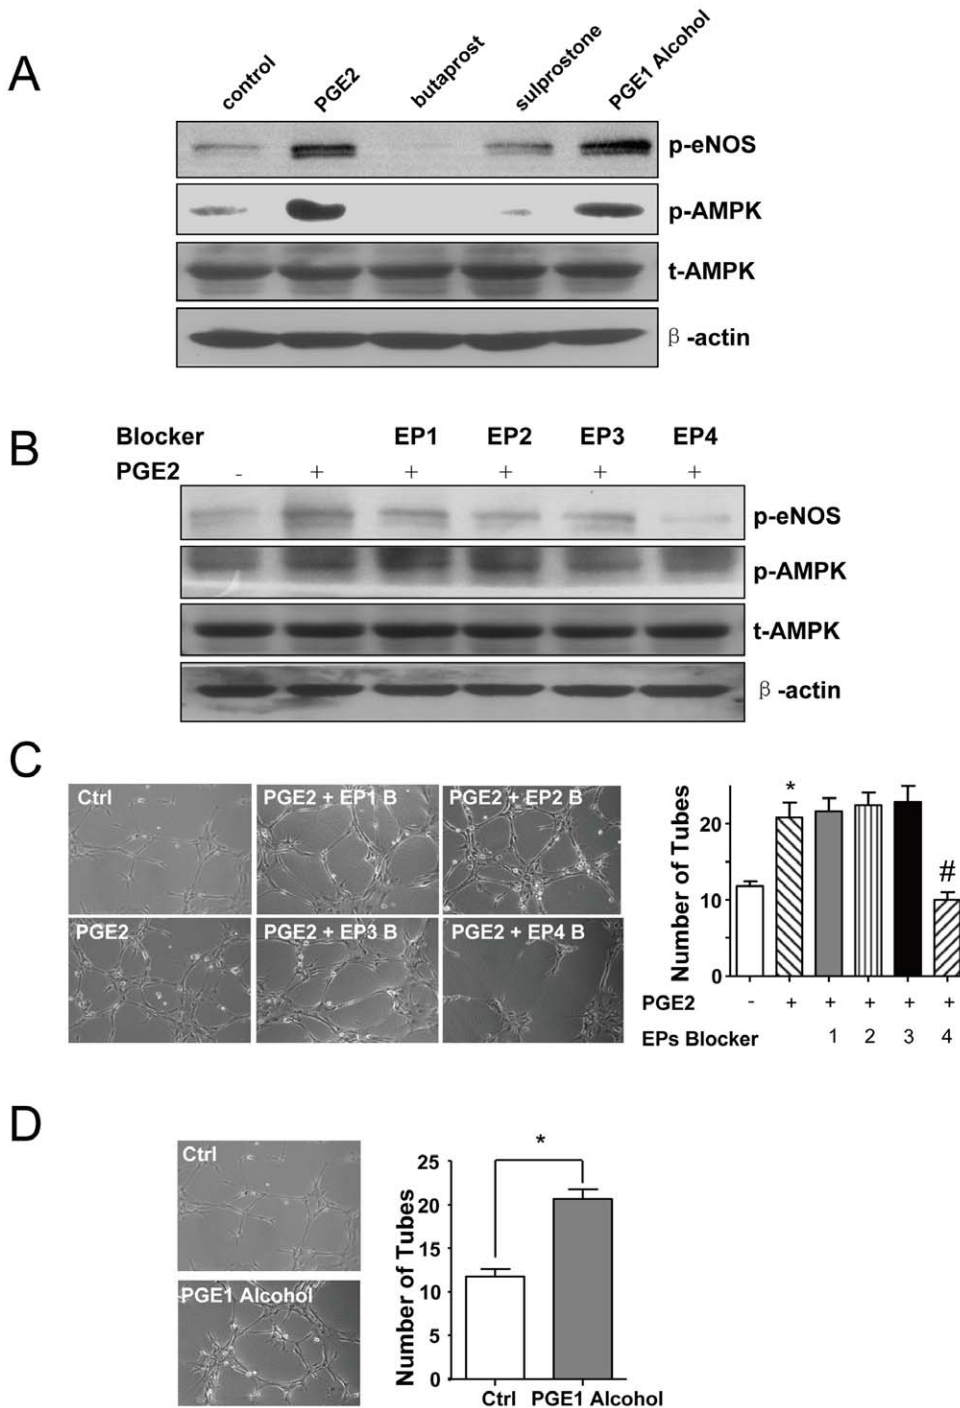 A
control PGE2 butaprost sulprostone PGE1 Alcohol
p-eNOS
p-AMPK
t-AMPK
β -actin
B
Blocker EP1 EP2 EP3 EP4
PGE2 - + + + + +
p-eNOS
p-AMPK
t-AMPK
β -actin
C
Ctrl PGE2 + EP1 B PGE2 + EP2 B
PGE2 PGE2 + EP3 B PGE2 + EP4 B
Number of Tubes
20
10
0
*
#
PGE2 - + + + + +
EPs Blocker 1 2 3 4
D
Ctrl
PGE1 Alcohol
Number of Tubes
25
20
15
10
5
0
*
Ctrl PGE1 Alcohol